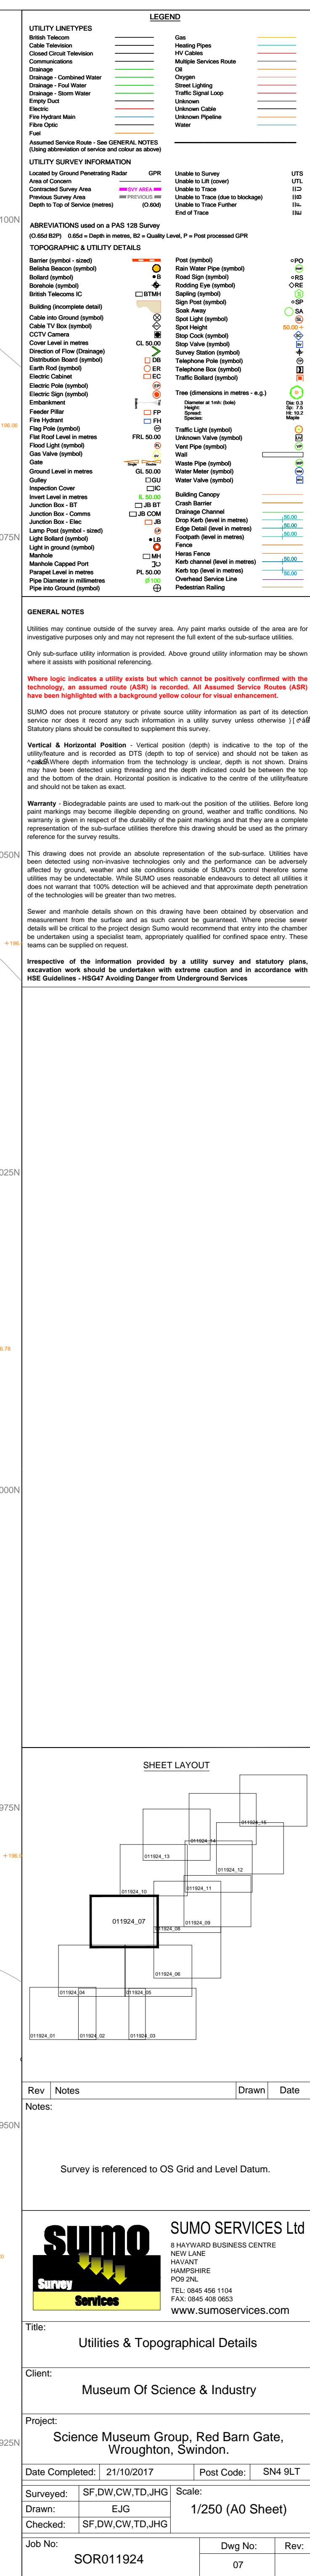 LEGEND
UTILITY LINETYPES
British Telecom
Cable Television
Closed Circuit Television
Communications
Drainage
Drainage - Combined Water
Drainage - Foul Water
Drainage - Storm Water
Empty Duct
Electric
Fire Hydrant Main
Fibre Optic
Fuel
Gas
Heating Pipes
HV Cables
Multiple Services Route
Oil
Oxygen
Street Lighting
Traffic Signal Loop
Unknown
Unknown Cable
Unknown Pipeline
Water
Assumed Service Route - See GENERAL NOTES
(Using abbreviation of service and colour as above)
UTILITY SURVEY INFORMATION
Located by Ground Penetrating Radar GPR
Area of Concern
Contracted Survey Area SVY AREA
Previous Survey Area PREVIOUS
Depth to Top of Service (metres) (0.60d)
Unable to Survey UTS
Unable to Lift (cover) UTL
Unable to Trace
Unable to Trace (due to blockage)
Unable to Trace Further
End of Trace
ABREVIATIONS used on a PAS 128 Survey
(O.65d B2P) 0.65d = Depth in metres, B2 = Quality Level, P = Post processed GPR
TOPOGRAPHIC & UTILITY DETAILS
Barrier (symbol - sized)
Belisha Beacon (symbol)
Bollard (symbol) B
Borehole (symbol)
British Telecoms IC BTMH
Building (incomplete detail)
Cable into Ground (symbol)
Cable TV Box (symbol)
CCTV Camera
Cover Level in metres CL 50.00
Direction of Flow (Drainage)
Distribution Board (symbol) DB
Earth Rod (symbol) ER
Electric Cabinet EC
Electric Pole (symbol)
Electric Sign (symbol)
Embankment
Feeder Pillar FP
Fire Hydrant FH
Flag Pole (symbol)
Flat Roof Level in metres FRL 50.00
Flood Light (symbol)
Gas Valve (symbol)
Gate
Ground Level in metres GL 50.00
Gulley GU
Inspection Cover IC
Invert Level in metres IL 50.00
Junction Box - BT JB BT
Junction Box - Comms JB COM
Junction Box - Elec JB
Lamp Post (symbol - sized)
Light Bollard (symbol) LB
Light in ground (symbol)
Manhole MH
Manhole Capped Port
Parapet Level in metres PL 50.00
Pipe Diameter in millimetres Ø100
Pipe into Ground (symbol)
Post (symbol) PO
Rain Water Pipe (symbol)
Road Sign (symbol) RS
Rodding Eye (symbol) RE
Sapling (symbol)
Sign Post (symbol) SP
Soak Away SA
Spot Light (symbol)
Spot Height 50.00
Stop Cock (symbol)
Stop Valve (symbol)
Survey Station (symbol)
Telephone Pole (symbol)
Telephone Box (symbol)
Traffic Bollard (symbol)
Tree (dimensions in metres - e.g.)
Diameter at 1mh: (bole) Dia: 0.3
Spread: Sp: 7.5
Height: Ht: 10.2
Species: Maple
Traffic Light (symbol)
Unknown Valve (symbol)
Vent Pipe (symbol)
Wall
Waste Pipe (symbol)
Water Meter (symbol)
Water Valve (symbol)
Building Canopy
Crash Barrier
Drainage Channel
Drop Kerb (level in metres) 50.00
Edge Detail (level in metres) 50.00
Footpath (level in metres) 50.00
Fence
Heras Fence
Kerb channel (level in metres) 50.00
Kerb top (level in metres) 50.00
Overhead Service Line
Pedestrian Railing
GENERAL NOTES
Utilities may continue outside of the survey area. Any paint marks outside of the area are for
investigative purposes only and may not represent the full extent of the sub-surface utilities.
Only sub-surface utility information is provided. Above ground utility information may be shown
where it assists with positional referencing.
Where logic indicates a utility exists but which cannot be positively confirmed with the
technology, an assumed route (ASR) is recorded. All Assumed Service Routes (ASR)
have been highlighted with a background yellow colour for visual enhancement.
SUMO does not procure statutory or private source utility information as part of its detection
service nor does it record any such information in a utility survey unless otherwise
Statutory plans should be consulted to supplement this survey.
Vertical & Horizontal Position - Vertical position (depth) is indicative to the top of the
utility/feature and is recorded as DTS (depth to top of service) and should not be taken as
Where depth information from the technology is unclear, depth is not shown. Drains
may have been detected using threading and the depth indicated could be between the top
and the bottom of the drain. Horizontal position is indicative to the centre of the utility/feature
and should not be taken as exact.
Warranty - Biodegradable paints are used to mark-out the position of the utilities. Before long
paint markings may become illegible depending on ground, weather and traffic conditions. No
warranty is given in respect of the durability of the paint markings and that they are a complete
representation of the sub-surface utilities therefore this drawing should be used as the primary
reference for the survey results.
This drawing does not provide an absolute representation of the sub-surface. Utilities have
been detected using non-invasive technologies only and the performance can be adversely
affected by ground, weather and site conditions outside of SUMO's control therefore some
utilities may be undetectable. While SUMO uses reasonable endeavours to detect all utilities it
does not warrant that 100% detection will be achieved and that approximate depth penetration
of the technologies will be greater than two metres.
Sewer and manhole details shown on this drawing have been obtained by observation and
measurement from the surface and as such cannot be guaranteed. Where precise sewer
details will be critical to the project design Sumo would recommend that entry into the chamber
be undertaken using a specialist team, appropriately qualified for confined space entry. These
teams can be supplied on request.
Irrespective of the information provided by a utility survey and statutory plans,
excavation work should be undertaken with extreme caution and in accordance with
HSE Guidelines - HSG47 Avoiding Danger from Underground Services
SHEET LAYOUT
011924_15
011924_14
011924_13
011924_12
011924_11
011924_10
011924_07
011924_09
011924_08
011924_06
011924_04
011924_05
011924_01
011924_02
011924_03
Rev Notes Drawn Date
Notes:
Survey is referenced to OS Grid and Level Datum.
sumo
Survey
Services
SUMO SERVICES Ltd
8 HAYWARD BUSINESS CENTRE
NEW LANE
HAVANT
HAMPSHIRE
PO9 2NL
TEL: 0845 456 1104
FAX: 0845 408 0653
www.sumoservices.com
Title:
Utilities & Topographical Details
Client:
Museum Of Science & Industry
Project:
Science Museum Group, Red Barn Gate,
Wroughton, Swindon.
Date Completed: 21/10/2017 Post Code: SN4 9LT
Surveyed: SF,DW,CW,TD,JHG Scale:
Drawn: EJG 1/250 (A0 Sheet)
Checked: SF,DW,CW,TD,JHG
Job No: Dwg No: Rev:
SOR011924 07